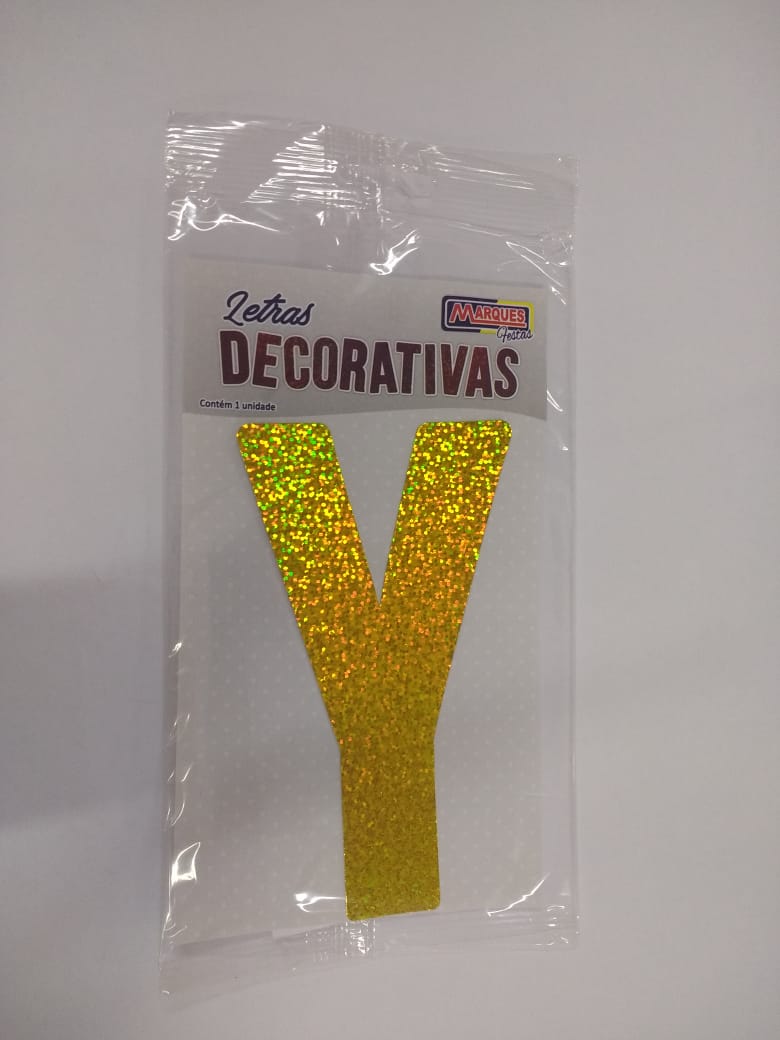 Letras
MARQUES
Festas
DECORATIVAS
Contém 1 unidade
Y